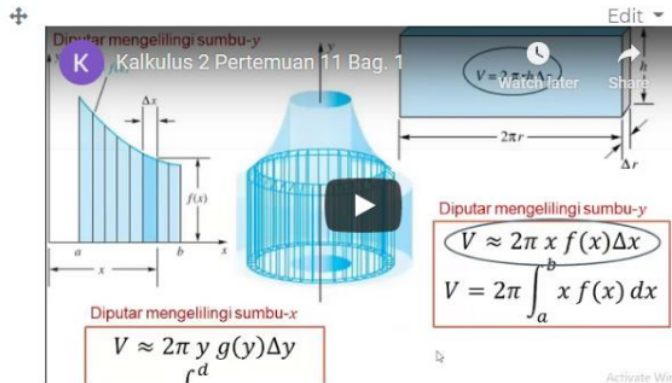 Edit
Diputar mengelilingi sumbu-y
K
Kalkulus 2 Pertemuan 11 Bag. 1
Watch later
Share
y
Δx
h
2πr
Δr
f(x)
a
b
x
x
Diputar mengelilingi sumbu-y
V ≈ 2π x f(x)Δx
V = 2π ∫ₐᵇ x f(x) dx
Diputar mengelilingi sumbu-x
V ≈ 2π y g(y)Δy
d